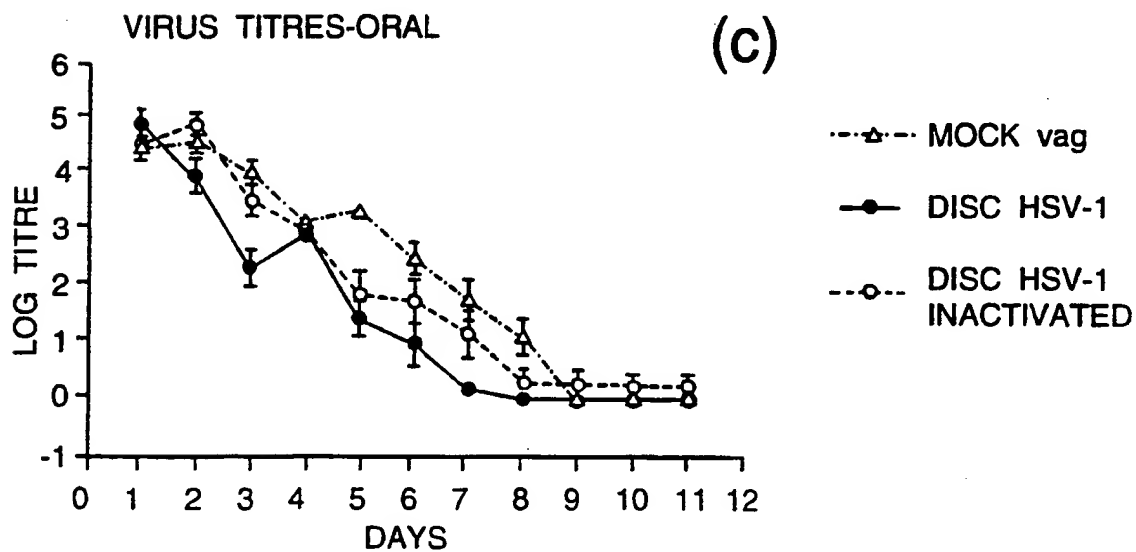 VIRUS TITRES-ORAL
(c)
6
5
4
3
2
1
0
-1
LOG TITRE
0 1 2 3 4 5 6 7 8 9 10 11 12
DAYS
MOCK vag
DISC HSV-1
DISC HSV-1
INACTIVATED